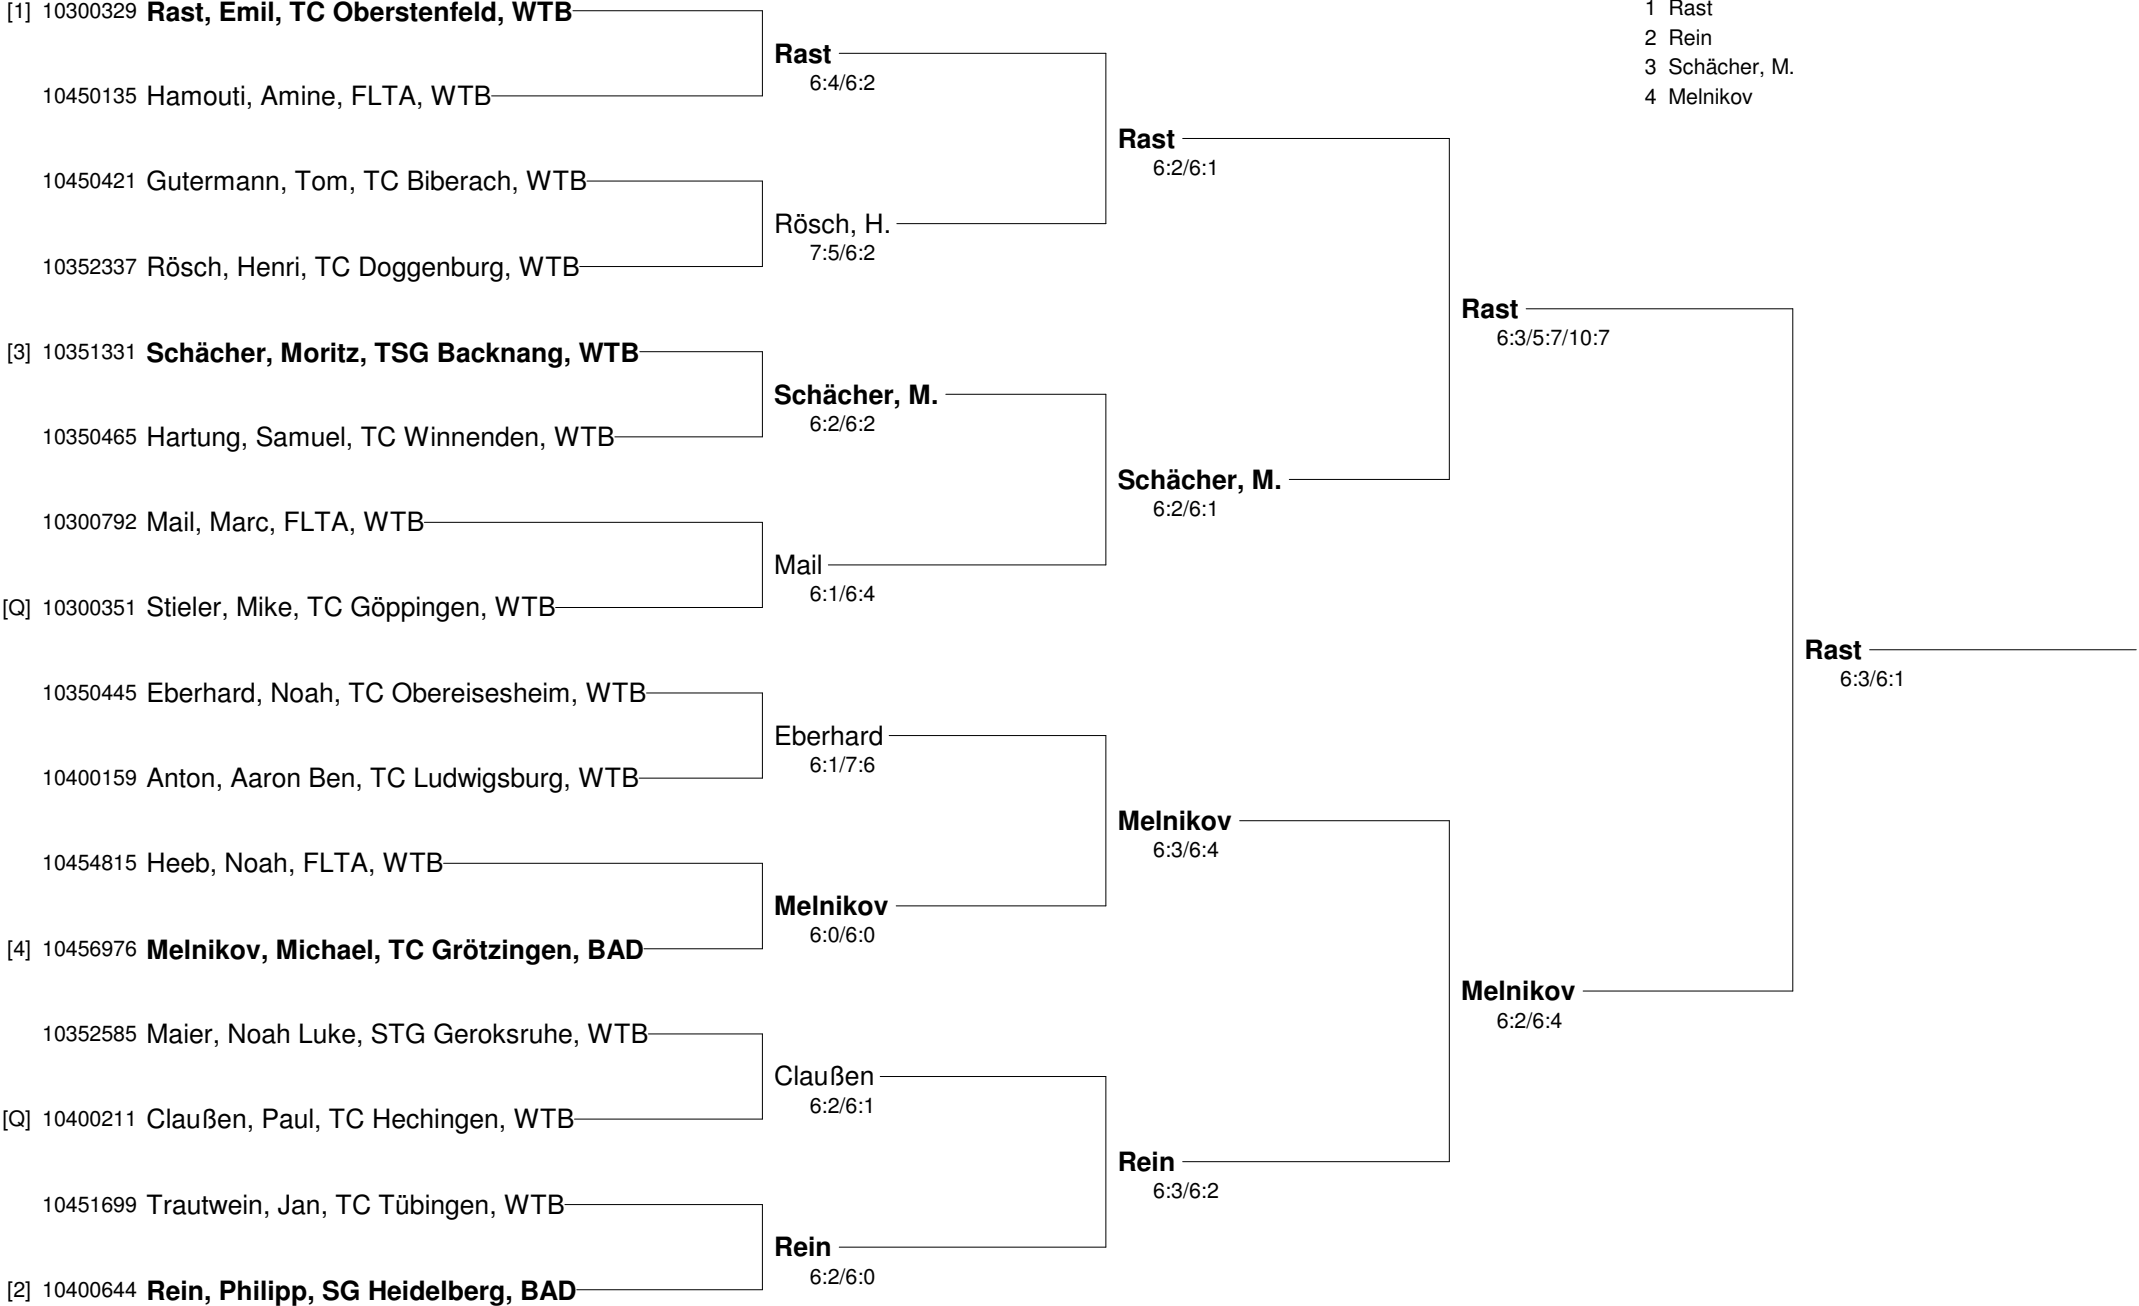 [1] 10300329 Rast, Emil, TC Oberstenfeld, WTB
10450135 Hamouti, Amine, FLTA, WTB
10450421 Gutermann, Tom, TC Biberach, WTB
10352337 Rösch, Henri, TC Doggenburg, WTB
[3] 10351331 Schächer, Moritz, TSG Backnang, WTB
10350465 Hartung, Samuel, TC Winnenden, WTB
10300792 Mail, Marc, FLTA, WTB
[Q] 10300351 Stieler, Mike, TC Göppingen, WTB
10350445 Eberhard, Noah, TC Obereisesheim, WTB
10400159 Anton, Aaron Ben, TC Ludwigsburg, WTB
10454815 Heeb, Noah, FLTA, WTB
[4] 10456976 Melnikov, Michael, TC Grötzingen, BAD
10352585 Maier, Noah Luke, STG Geroksruhe, WTB
[Q] 10400211 Claußen, Paul, TC Hechingen, WTB
10451699 Trautwein, Jan, TC Tübingen, WTB
[2] 10400644 Rein, Philipp, SG Heidelberg, BAD
Rast
6:4/6:2
Rösch, H.
7:5/6:2
Schächer, M.
6:2/6:2
Mail
6:1/6:4
Eberhard
6:1/7:6
Melnikov
6:0/6:0
Claußen
6:2/6:1
Rein
6:2/6:0
Rast
6:2/6:1
Schächer, M.
6:2/6:1
Melnikov
6:3/6:4
Rein
6:3/6:2
Rast
6:3/5:7/10:7
Melnikov
6:2/6:4
Rast
6:3/6:1
1 Rast
2 Rein
3 Schächer, M.
4 Melnikov